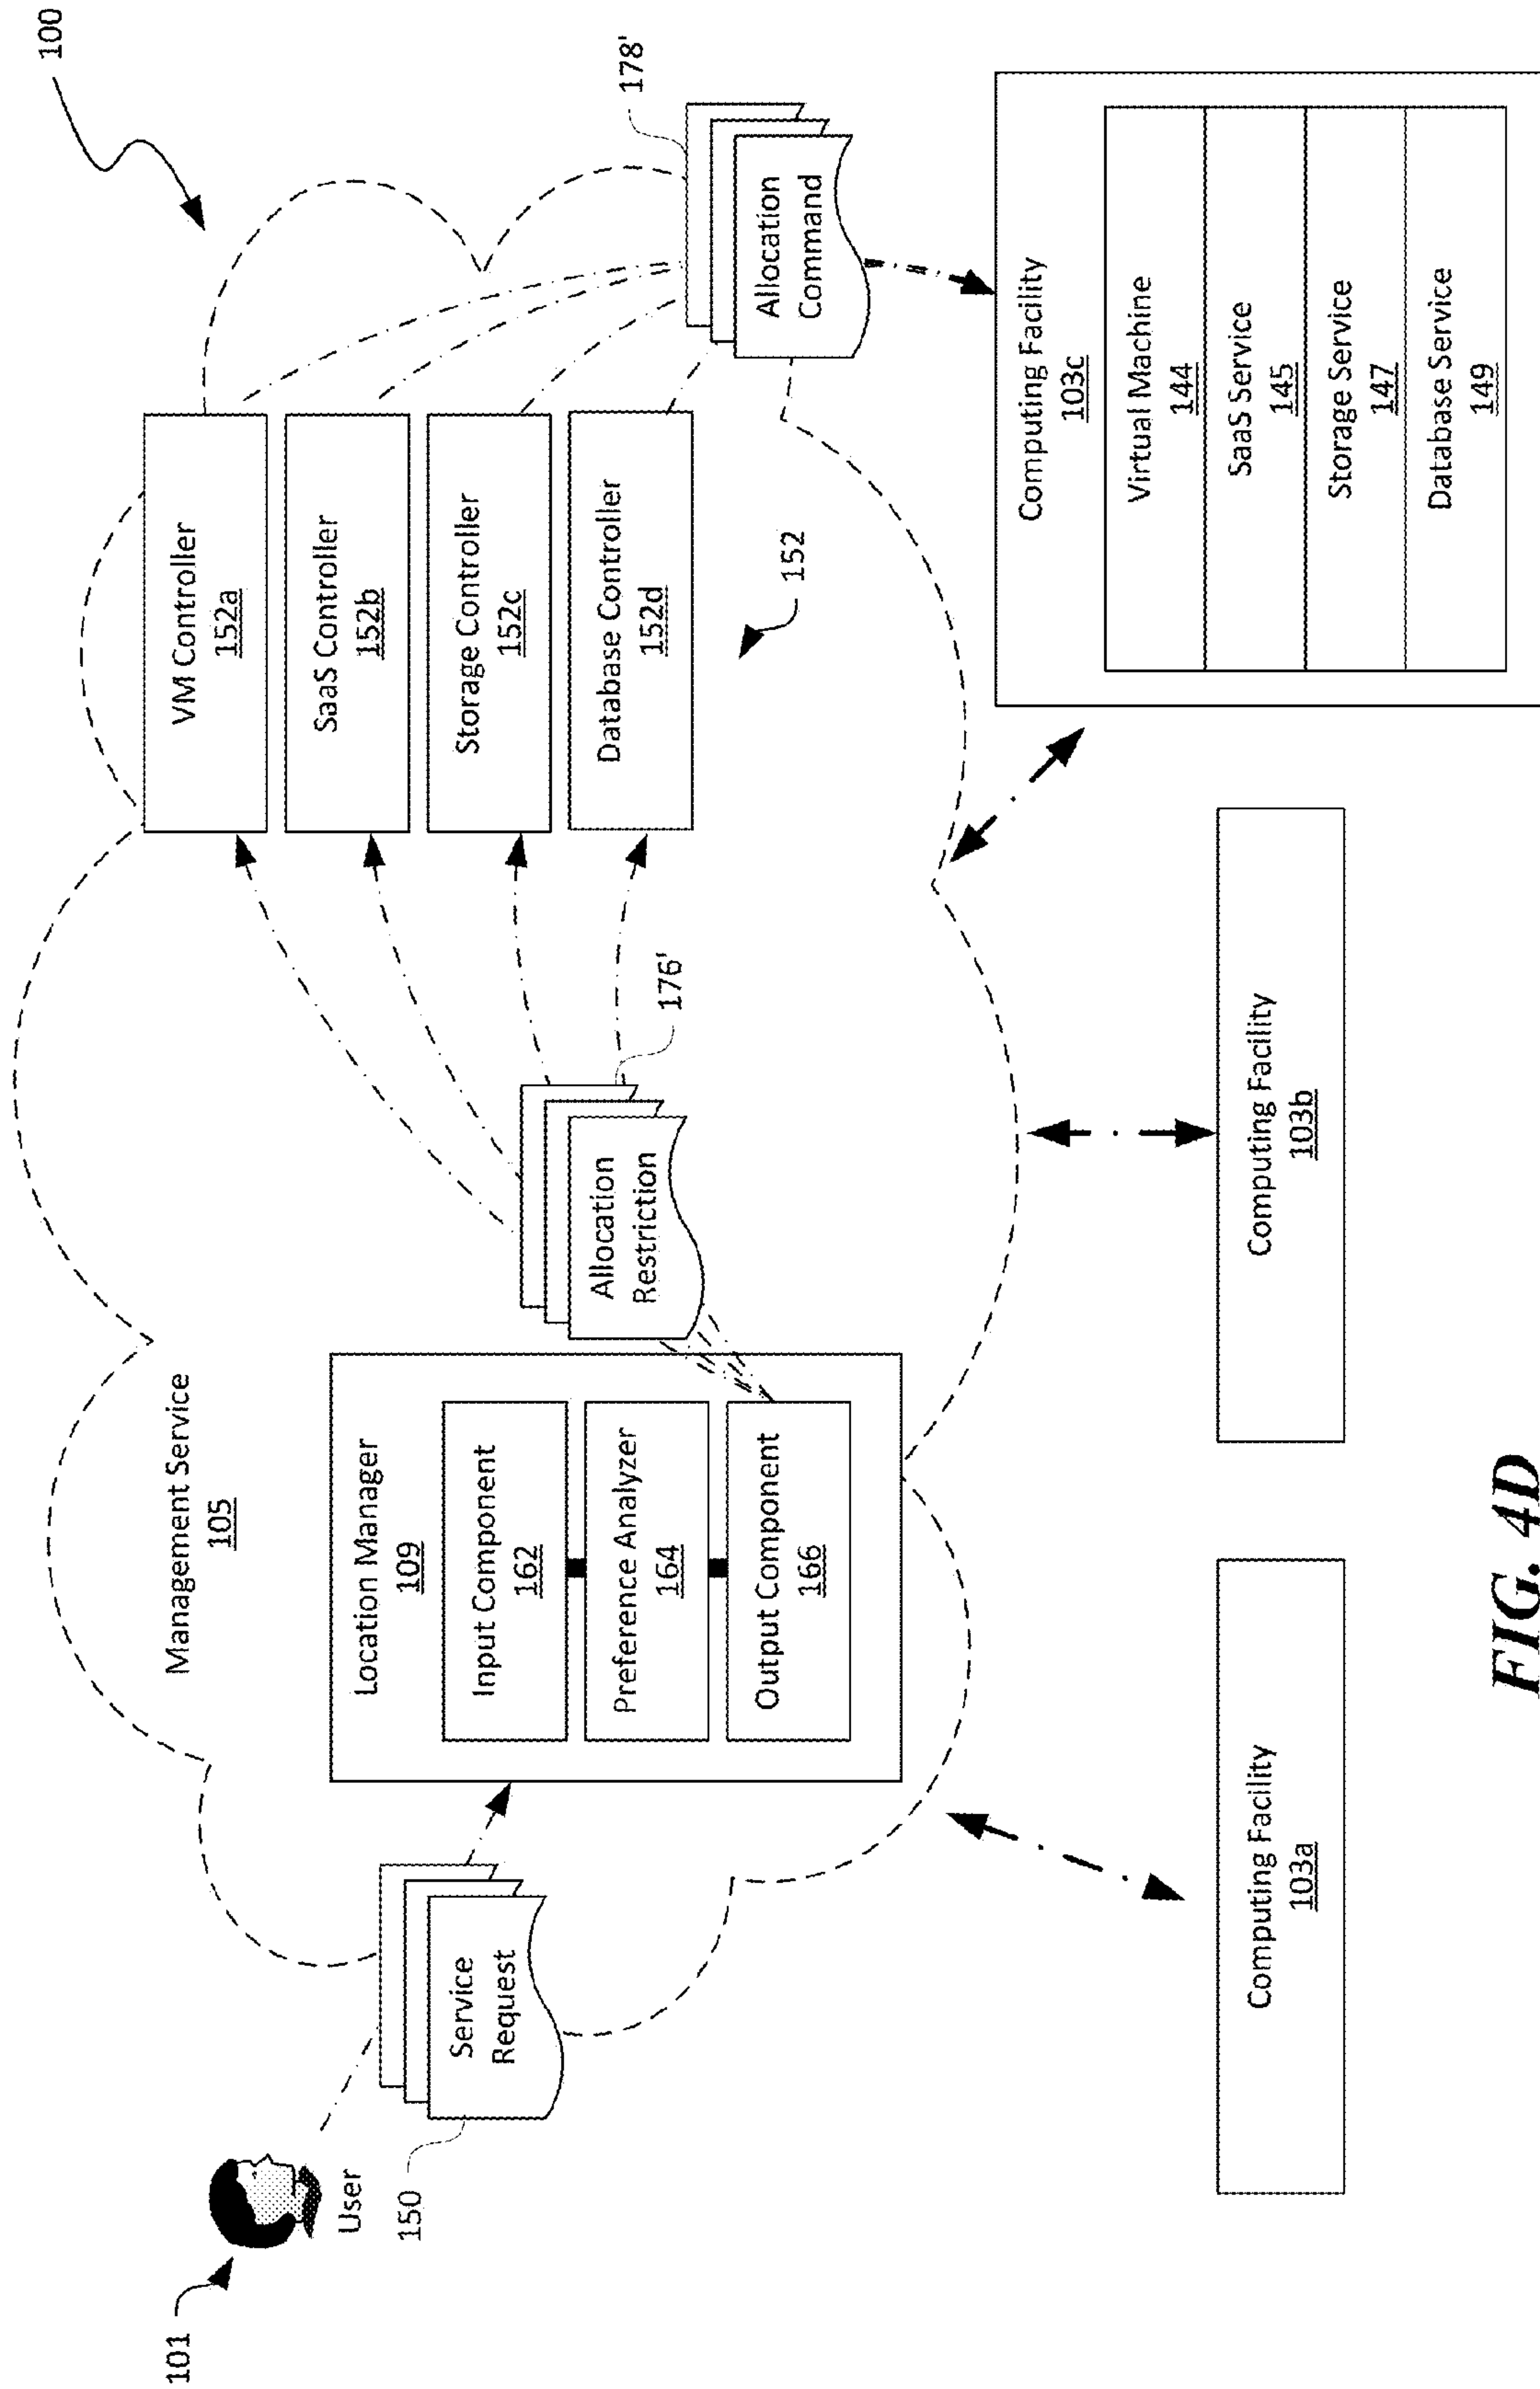 100
101
User
150
Service
Request
Management Service
105
Location Manager
109
Input Component
162
Preference Analyzer
164
Output Component
166
Allocation
Restriction
176'
VM Controller
152a
SaaS Controller
152b
Storage Controller
152c
Database Controller
152d
152
178'
Allocation
Command
Computing Facility
103a
Computing Facility
103b
Computing Facility
103c
Virtual Machine
144
SaaS Service
145
Storage Service
147
Database Service
149
FIG. 4D